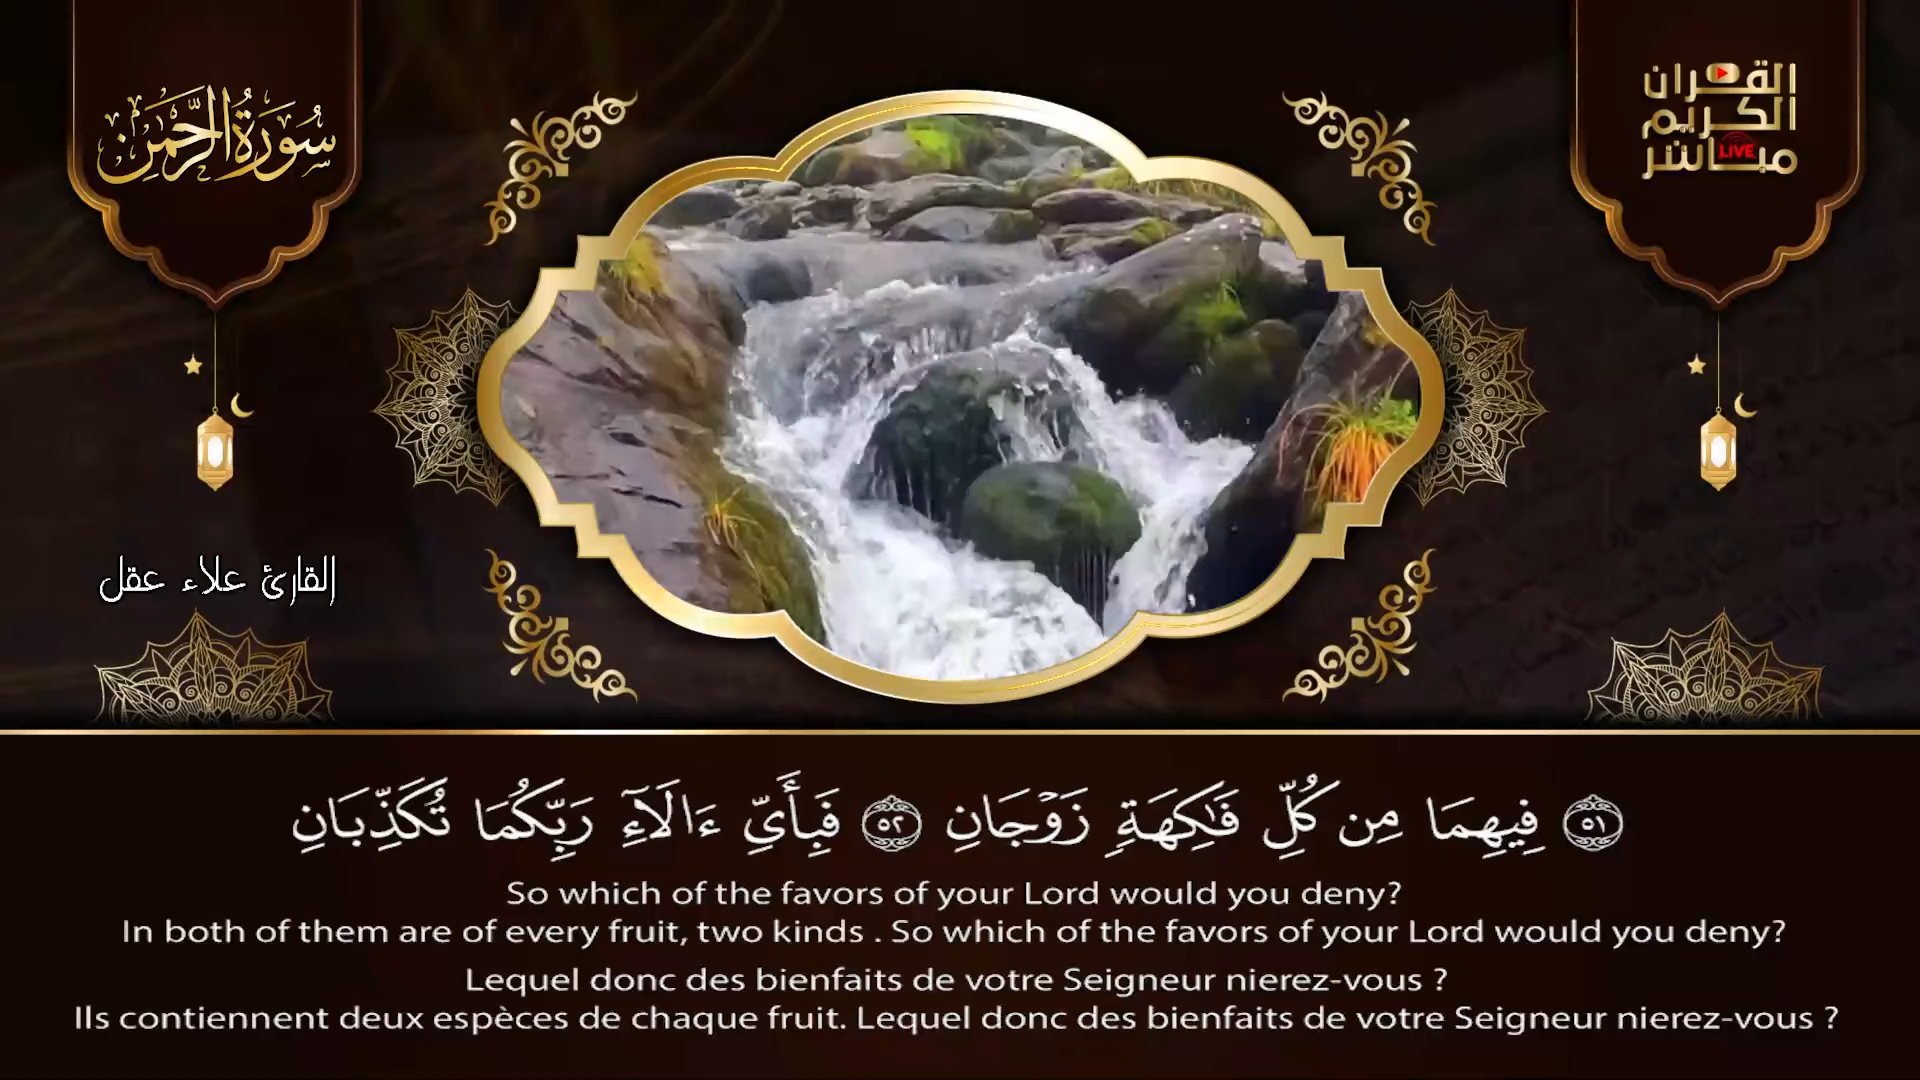 سُورَةُ الرَّحْمَٰن
القرآن
الكريم
مباشر
LIVE
القارئ علاء عقل
٥١ فِيهِمَا مِن كُلِّ فَٰكِهَةٍ زَوْجَانِ ٥٢ فَبِأَيِّ ءَالَآءِ رَبِّكُمَا تُكَذِّبَانِ
So which of the favors of your Lord would you deny?
In both of them are of every fruit, two kinds . So which of the favors of your Lord would you deny?
Lequel donc des bienfaits de votre Seigneur nierez-vous ?
Ils contiennent deux espèces de chaque fruit. Lequel donc des bienfaits de votre Seigneur nierez-vous ?